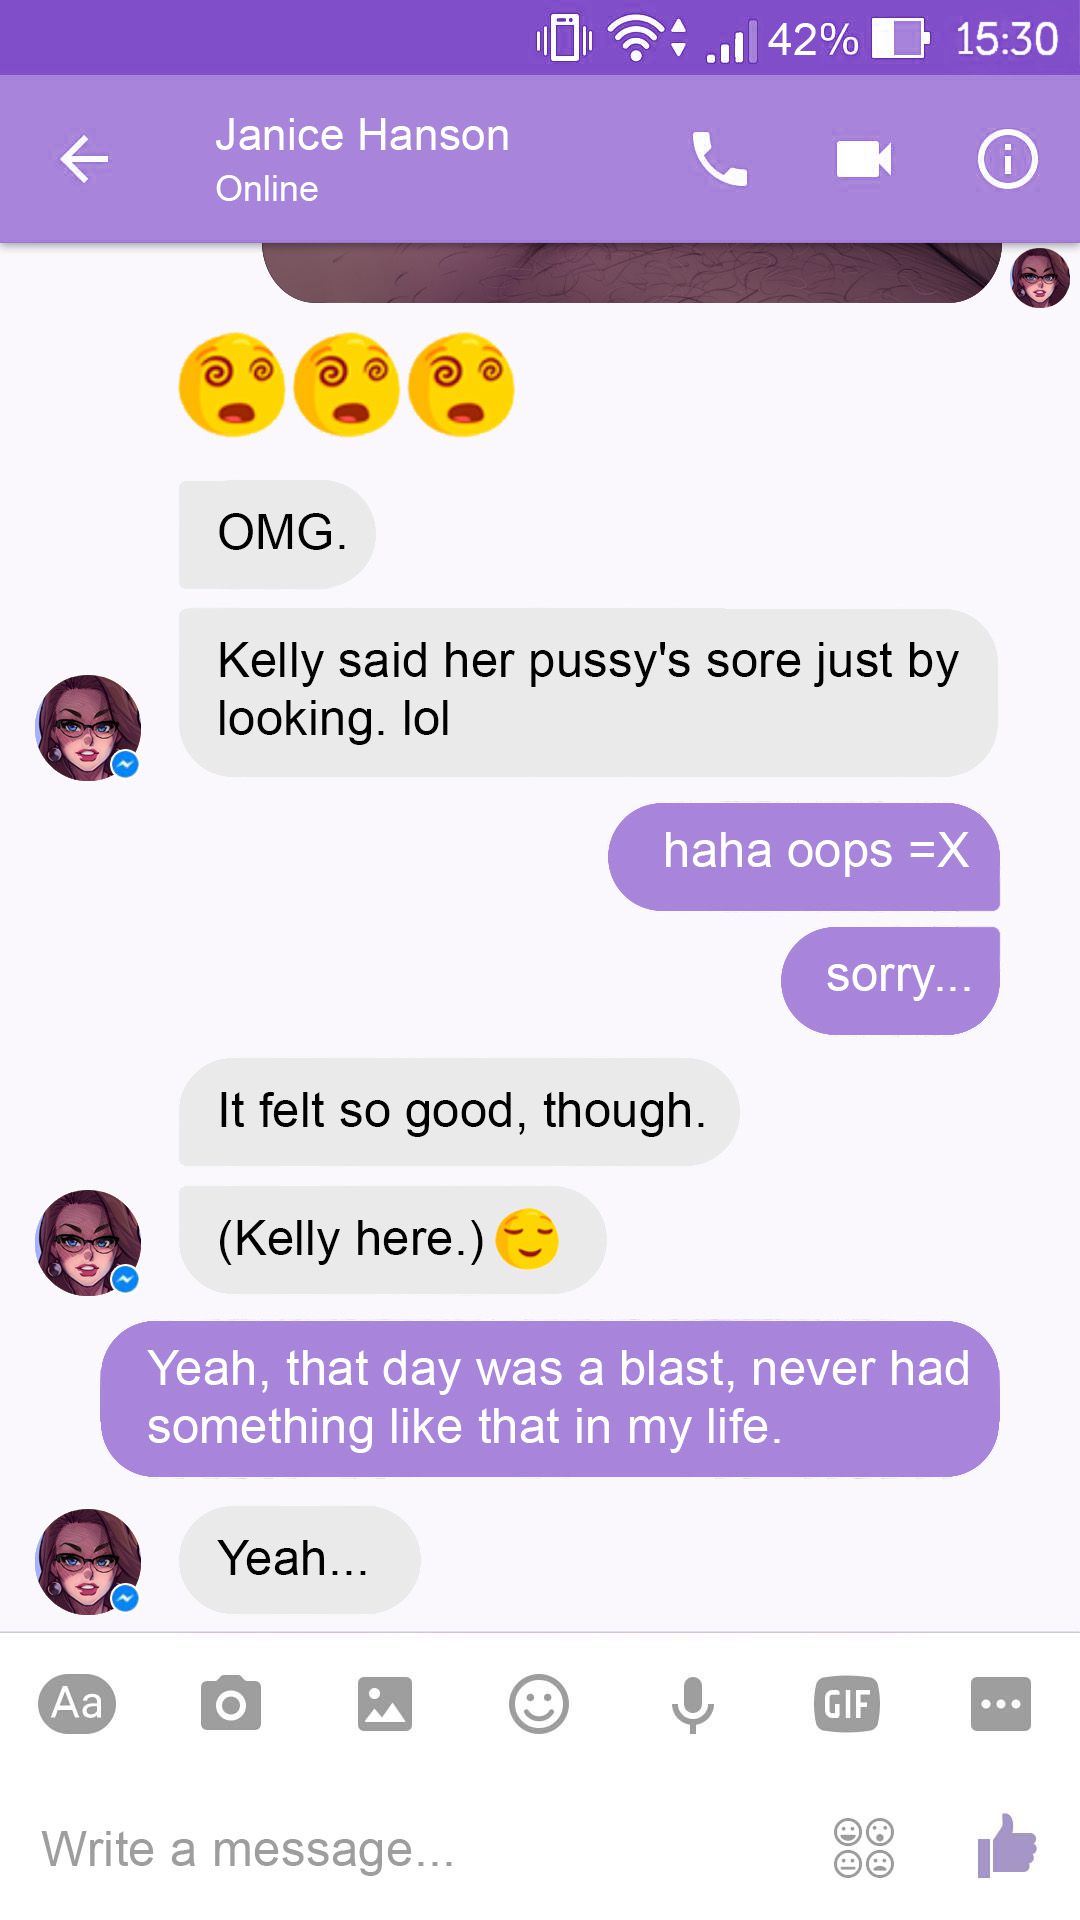 42% 15:30
Janice Hanson
Online
OMG.
Kelly said her pussy's sore just by
looking. lol
haha oops =X
sorry...
It felt so good, though.
(Kelly here.)
Yeah, that day was a blast, never had
something like that in my life.
Yeah...
Aa
GIF
Write a message...